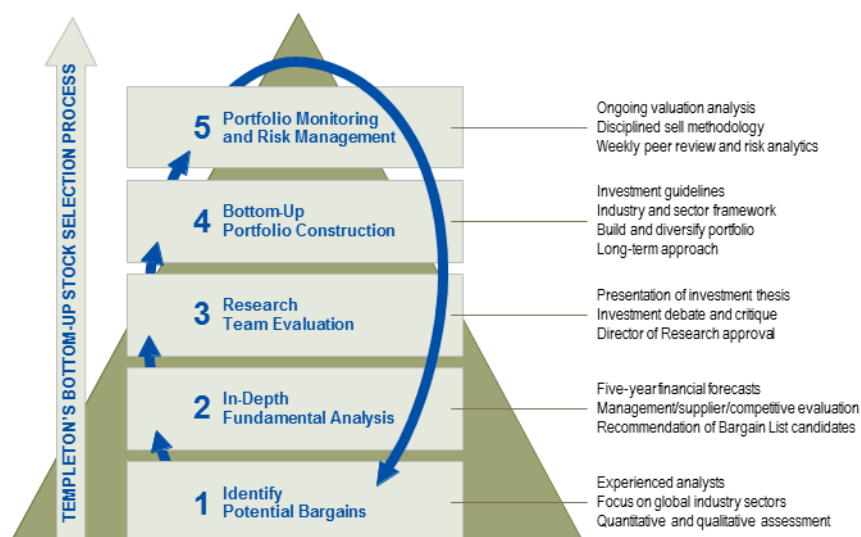 TEMPLETON'S BOTTOM-UP STOCK SELECTION PROCESS
5 Portfolio Monitoring
and Risk Management
Ongoing valuation analysis
Disciplined sell methodology
Weekly peer review and risk analytics
4 Bottom-Up
Portfolio Construction
Investment guidelines
Industry and sector framework
Build and diversify portfolio
Long-term approach
3 Research
Team Evaluation
Presentation of investment thesis
Investment debate and critique
Director of Research approval
2 In-Depth
Fundamental Analysis
Five-year financial forecasts
Management/supplier/competitive evaluation
Recommendation of Bargain List candidates
1 Identify
Potential Bargains
Experienced analysts
Focus on global industry sectors
Quantitative and qualitative assessment